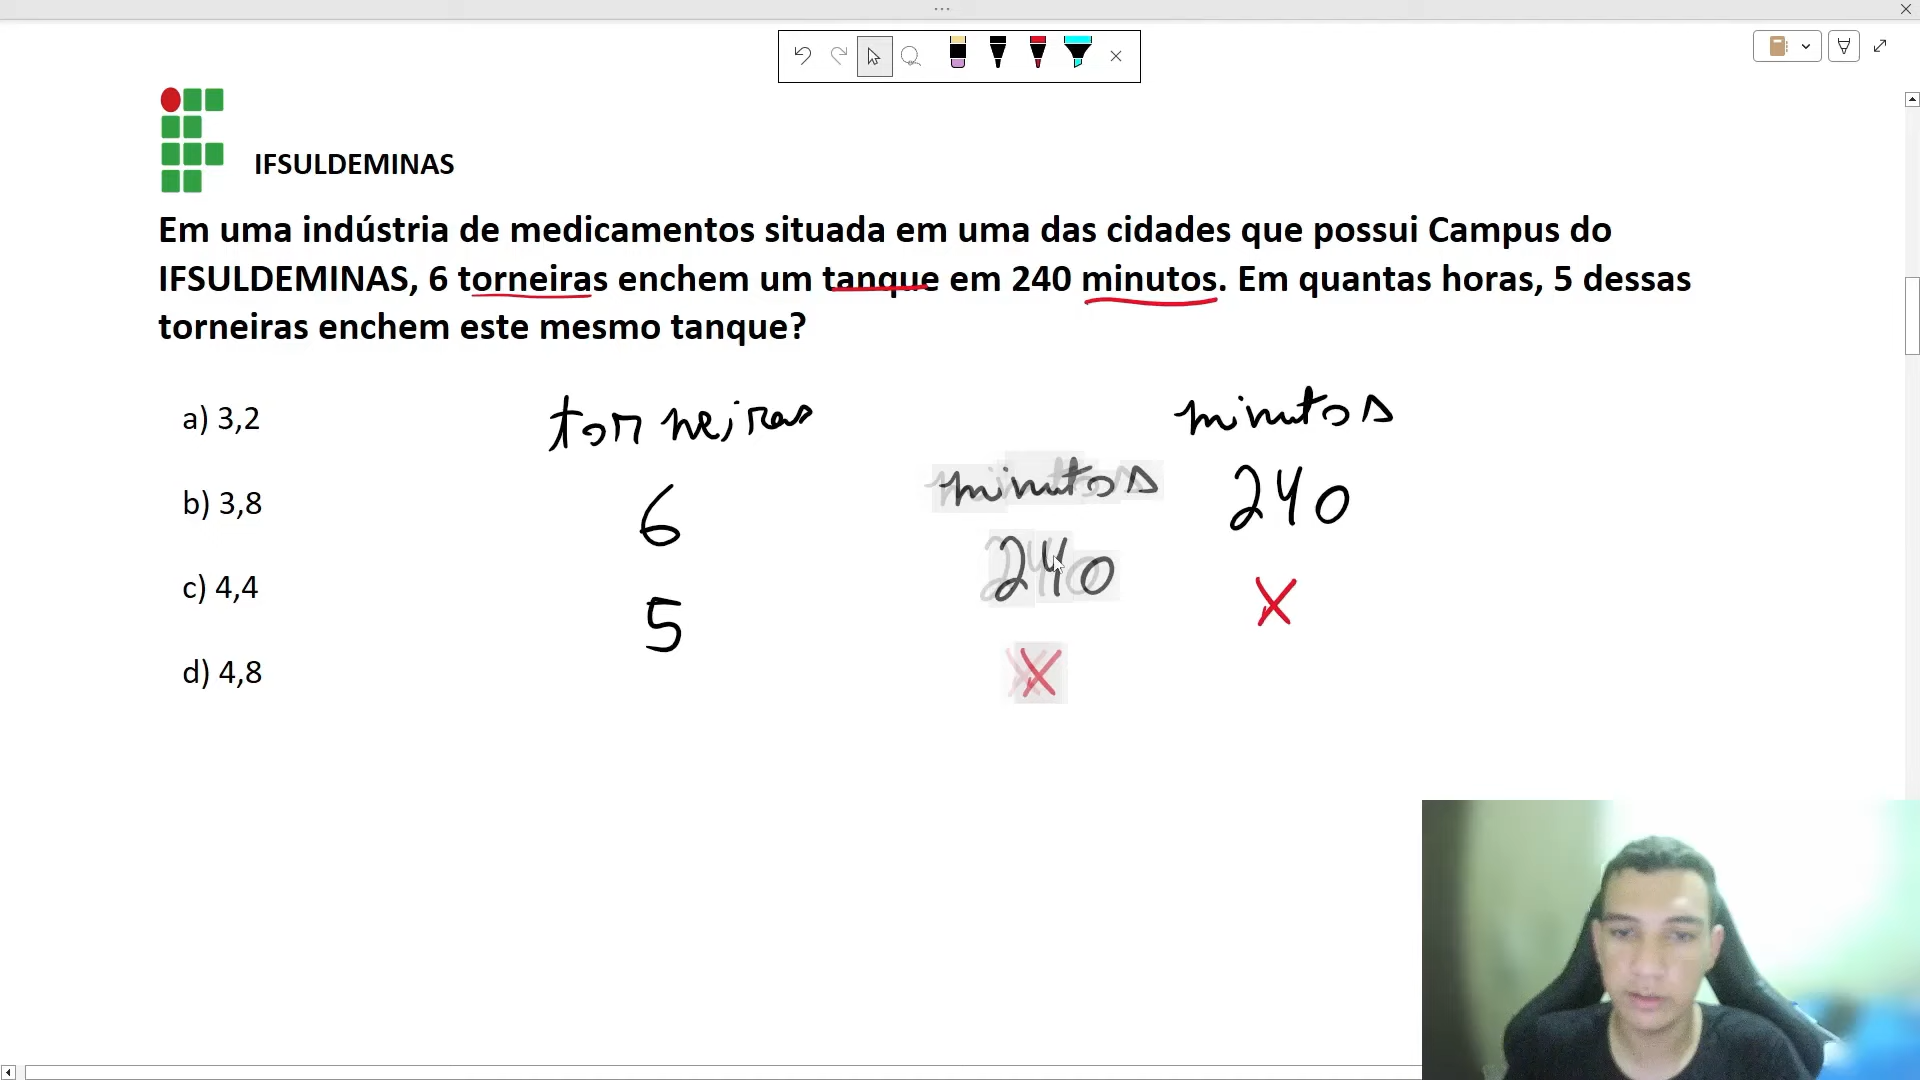 IFSULDEMINAS
Em uma indústria de medicamentos situada em uma das cidades que possui Campus do
IFSULDEMINAS, 6 torneiras enchem um tanque em 240 minutos. Em quantas horas, 5 dessas
torneiras enchem este mesmo tanque?
a) 3,2
b) 3,8
c) 4,4
d) 4,8
torneiras
6
5
minutos
240
x
minutos
240
x